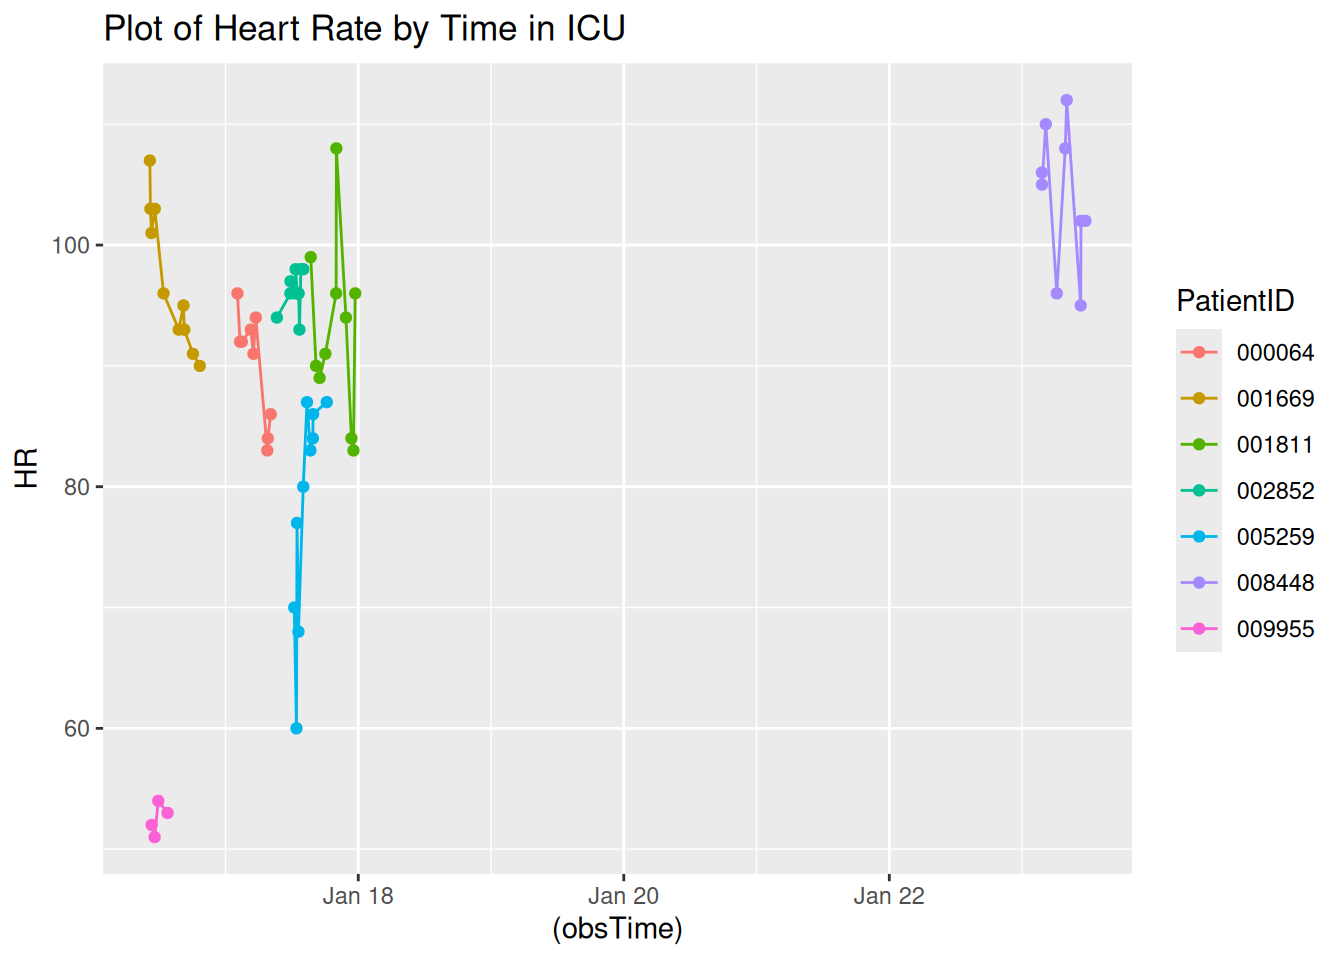 Plot of Heart Rate by Time in ICU
HR
100
80
60
Jan 18
Jan 20
Jan 22
(obsTime)
PatientID
000064
001669
001811
002852
005259
008448
009955